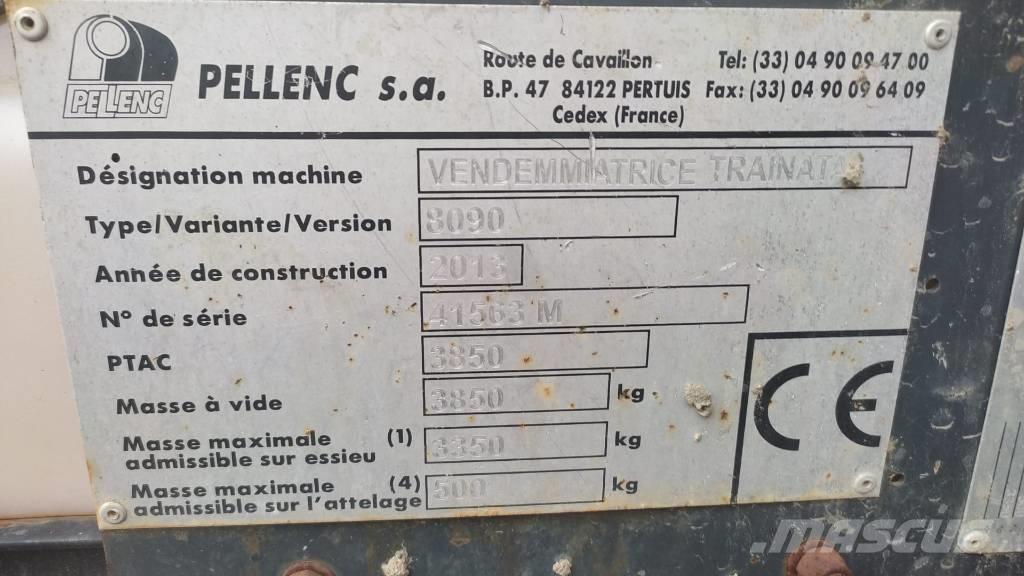 PELLENC
PELLENC s.a.
Route de Cavaillon Tel: (33) 04 90 09 47 00
B.P. 47 84122 PERTUIS Fax: (33) 04 90 09 64 09
Cedex (France)
Désignation machine VENDEMMIATRICE TRAINATA
Type/Variante/Version 8090
Année de construction 2013
N° de série 41563 M
PTAC 3850
Masse à vide 3850 kg
Masse maximale (1)
admissible sur essieu 3350 kg
Masse maximale (4)
admissible sur l'attelage 500 kg
CE
MASCUS